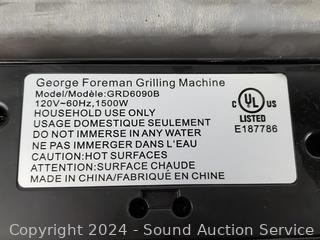 George Foreman Grilling Machine
Model/Modèle:GRD6090B
120V~60Hz,1500W
HOUSEHOLD USE ONLY
USAGE DOMESTIQUE SEULEMENT
DO NOT IMMERSE IN ANY WATER
NE PAS IMMERGER DANS L'EAU
CAUTION:HOT SURFACES
ATTENTION:SURFACE CHAUDE
MADE IN CHINA/FABRIQUÉ EN CHINE
C UL US
LISTED
E187786
Copyright 2024 - Sound Auction Service